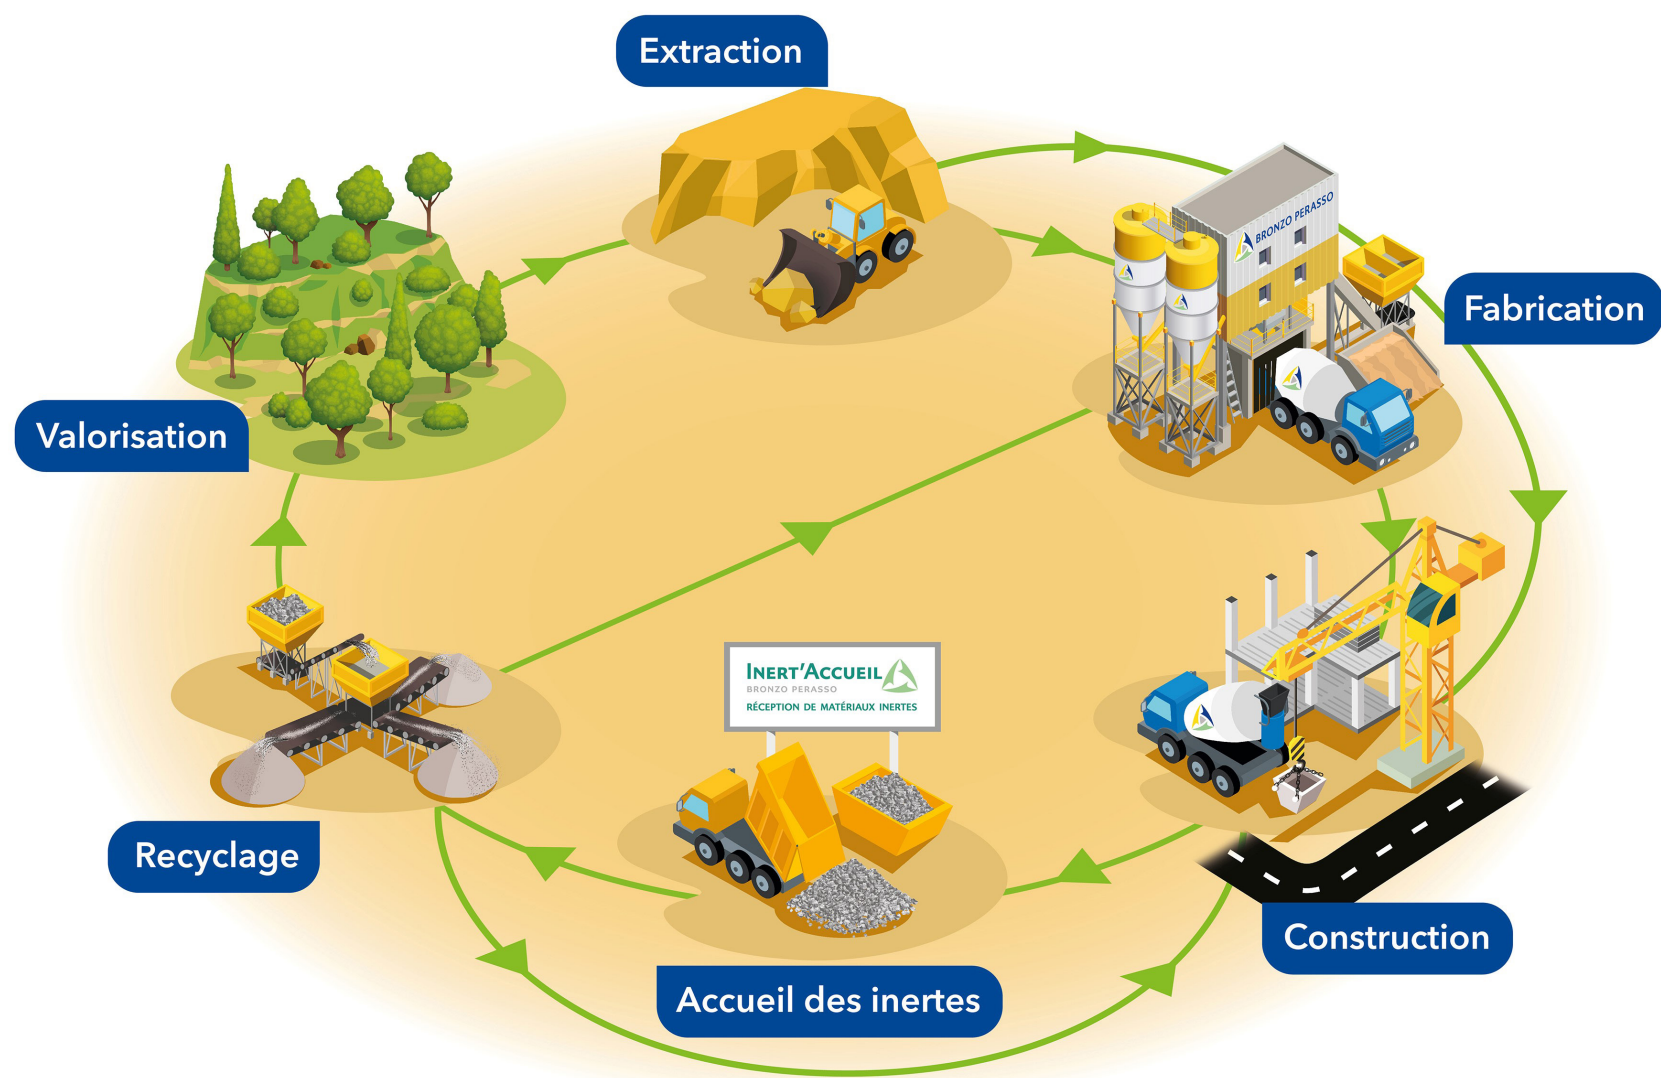 Extraction
BRONZO PERASSO
Fabrication
Valorisation
INERT'ACCUEIL
BRONZO PERASSO
RÉCEPTION DE MATÉRIAUX INERTES
Recyclage
Construction
Accueil des inertes